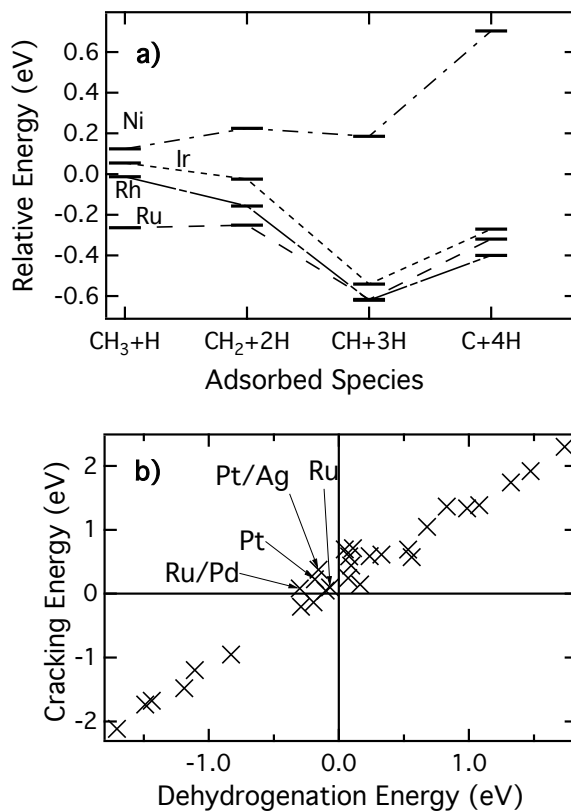 a)
0.6
0.4
0.2
0.0
-0.2
-0.4
-0.6
Relative Energy (eV)
Ni
Ir
Rh
Ru
CH₃+H CH₂+2H CH+3H C+4H
Adsorbed Species
b)
2
1
0
-1
-2
Cracking Energy (eV)
Pt/Ag
Ru
Pt
Ru/Pd
-1.0 0.0 1.0
Dehydrogenation Energy (eV)